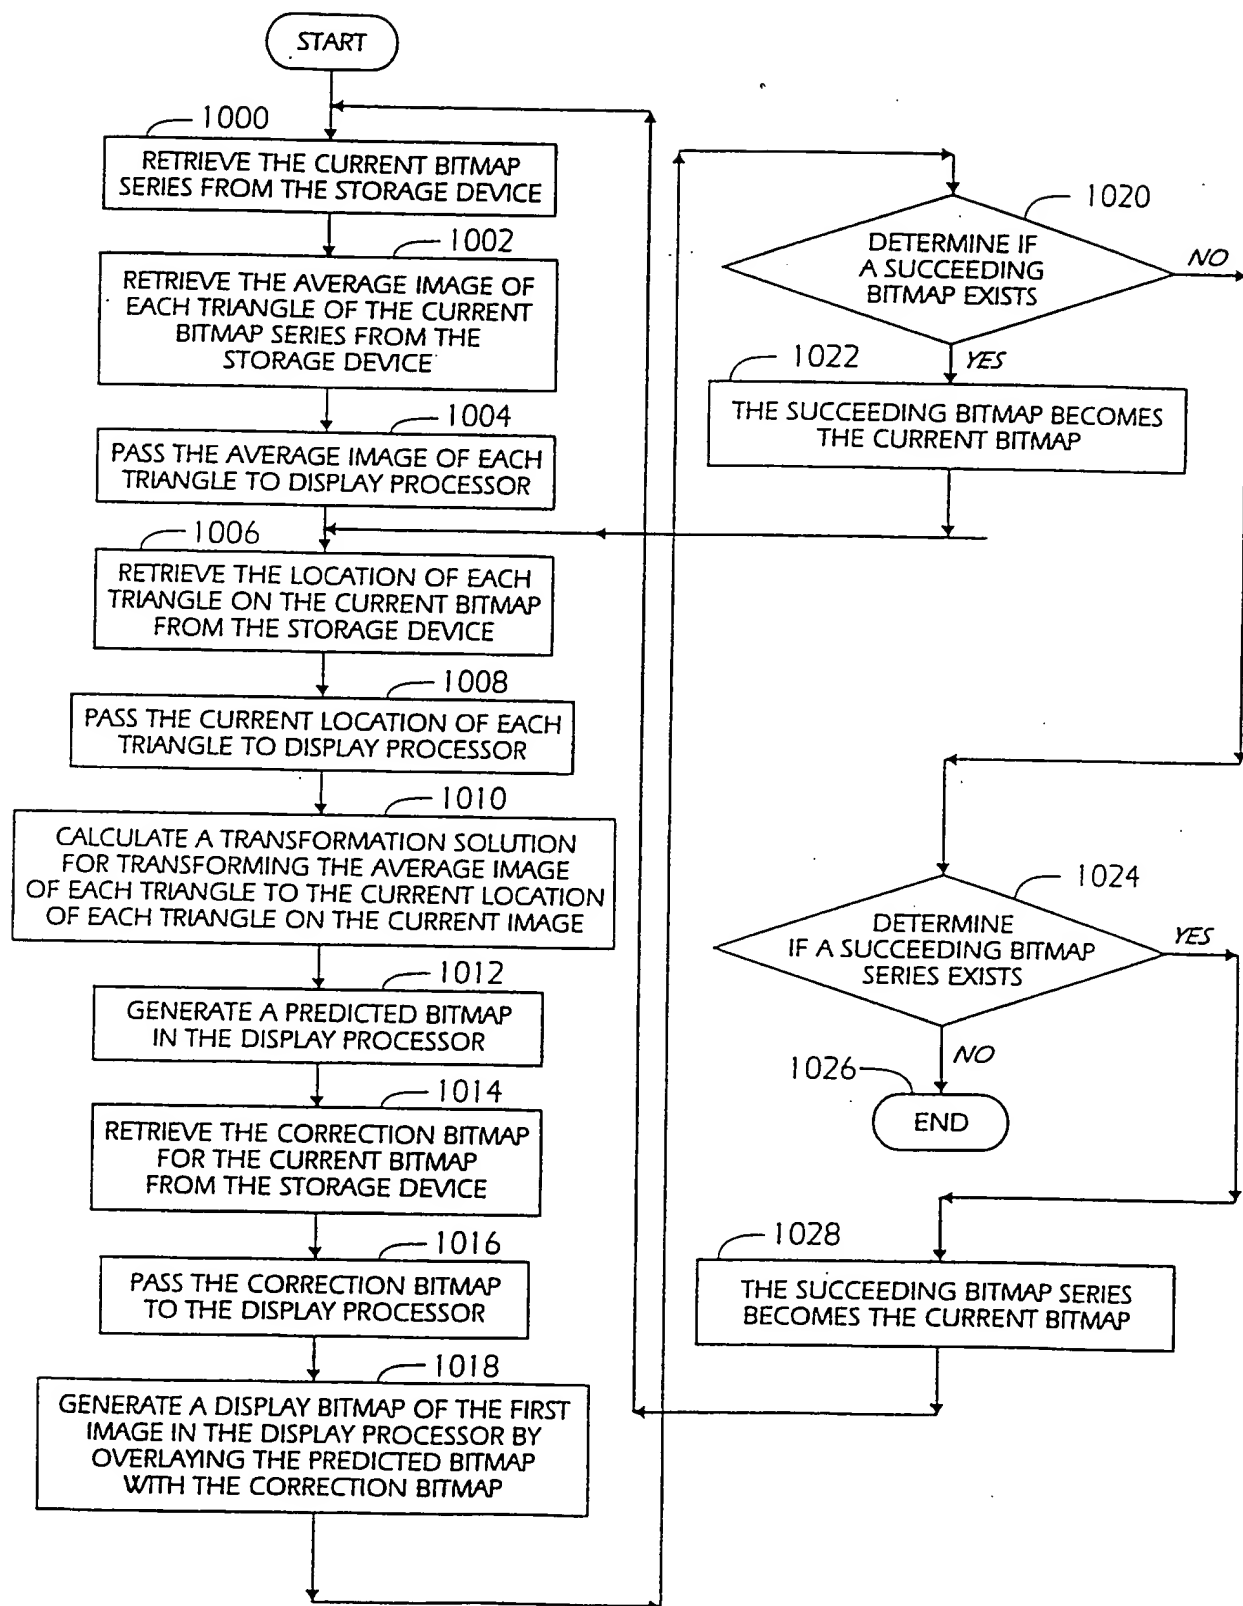 START
1000
RETRIEVE THE CURRENT BITMAP
SERIES FROM THE STORAGE DEVICE
1002
RETRIEVE THE AVERAGE IMAGE OF
EACH TRIANGLE OF THE CURRENT
BITMAP SERIES FROM THE
STORAGE DEVICE
1004
PASS THE AVERAGE IMAGE OF EACH
TRIANGLE TO DISPLAY PROCESSOR
1006
RETRIEVE THE LOCATION OF EACH
TRIANGLE ON THE CURRENT BITMAP
FROM THE STORAGE DEVICE
1008
PASS THE CURRENT LOCATION OF EACH
TRIANGLE TO DISPLAY PROCESSOR
1010
CALCULATE A TRANSFORMATION SOLUTION
FOR TRANSFORMING THE AVERAGE IMAGE
OF EACH TRIANGLE TO THE CURRENT LOCATION
OF EACH TRIANGLE ON THE CURRENT IMAGE
1012
GENERATE A PREDICTED BITMAP
IN THE DISPLAY PROCESSOR
1014
RETRIEVE THE CORRECTION BITMAP
FOR THE CURRENT BITMAP
FROM THE STORAGE DEVICE
1016
PASS THE CORRECTION BITMAP
TO THE DISPLAY PROCESSOR
1018
GENERATE A DISPLAY BITMAP OF THE FIRST
IMAGE IN THE DISPLAY PROCESSOR BY
OVERLAYING THE PREDICTED BITMAP
WITH THE CORRECTION BITMAP
1020
DETERMINE IF
A SUCCEEDING
BITMAP EXISTS
NO
YES
1022
THE SUCCEEDING BITMAP BECOMES
THE CURRENT BITMAP
1024
DETERMINE
IF A SUCCEEDING BITMAP
SERIES EXISTS
YES
NO
1026
END
1028
THE SUCCEEDING BITMAP SERIES
BECOMES THE CURRENT BITMAP